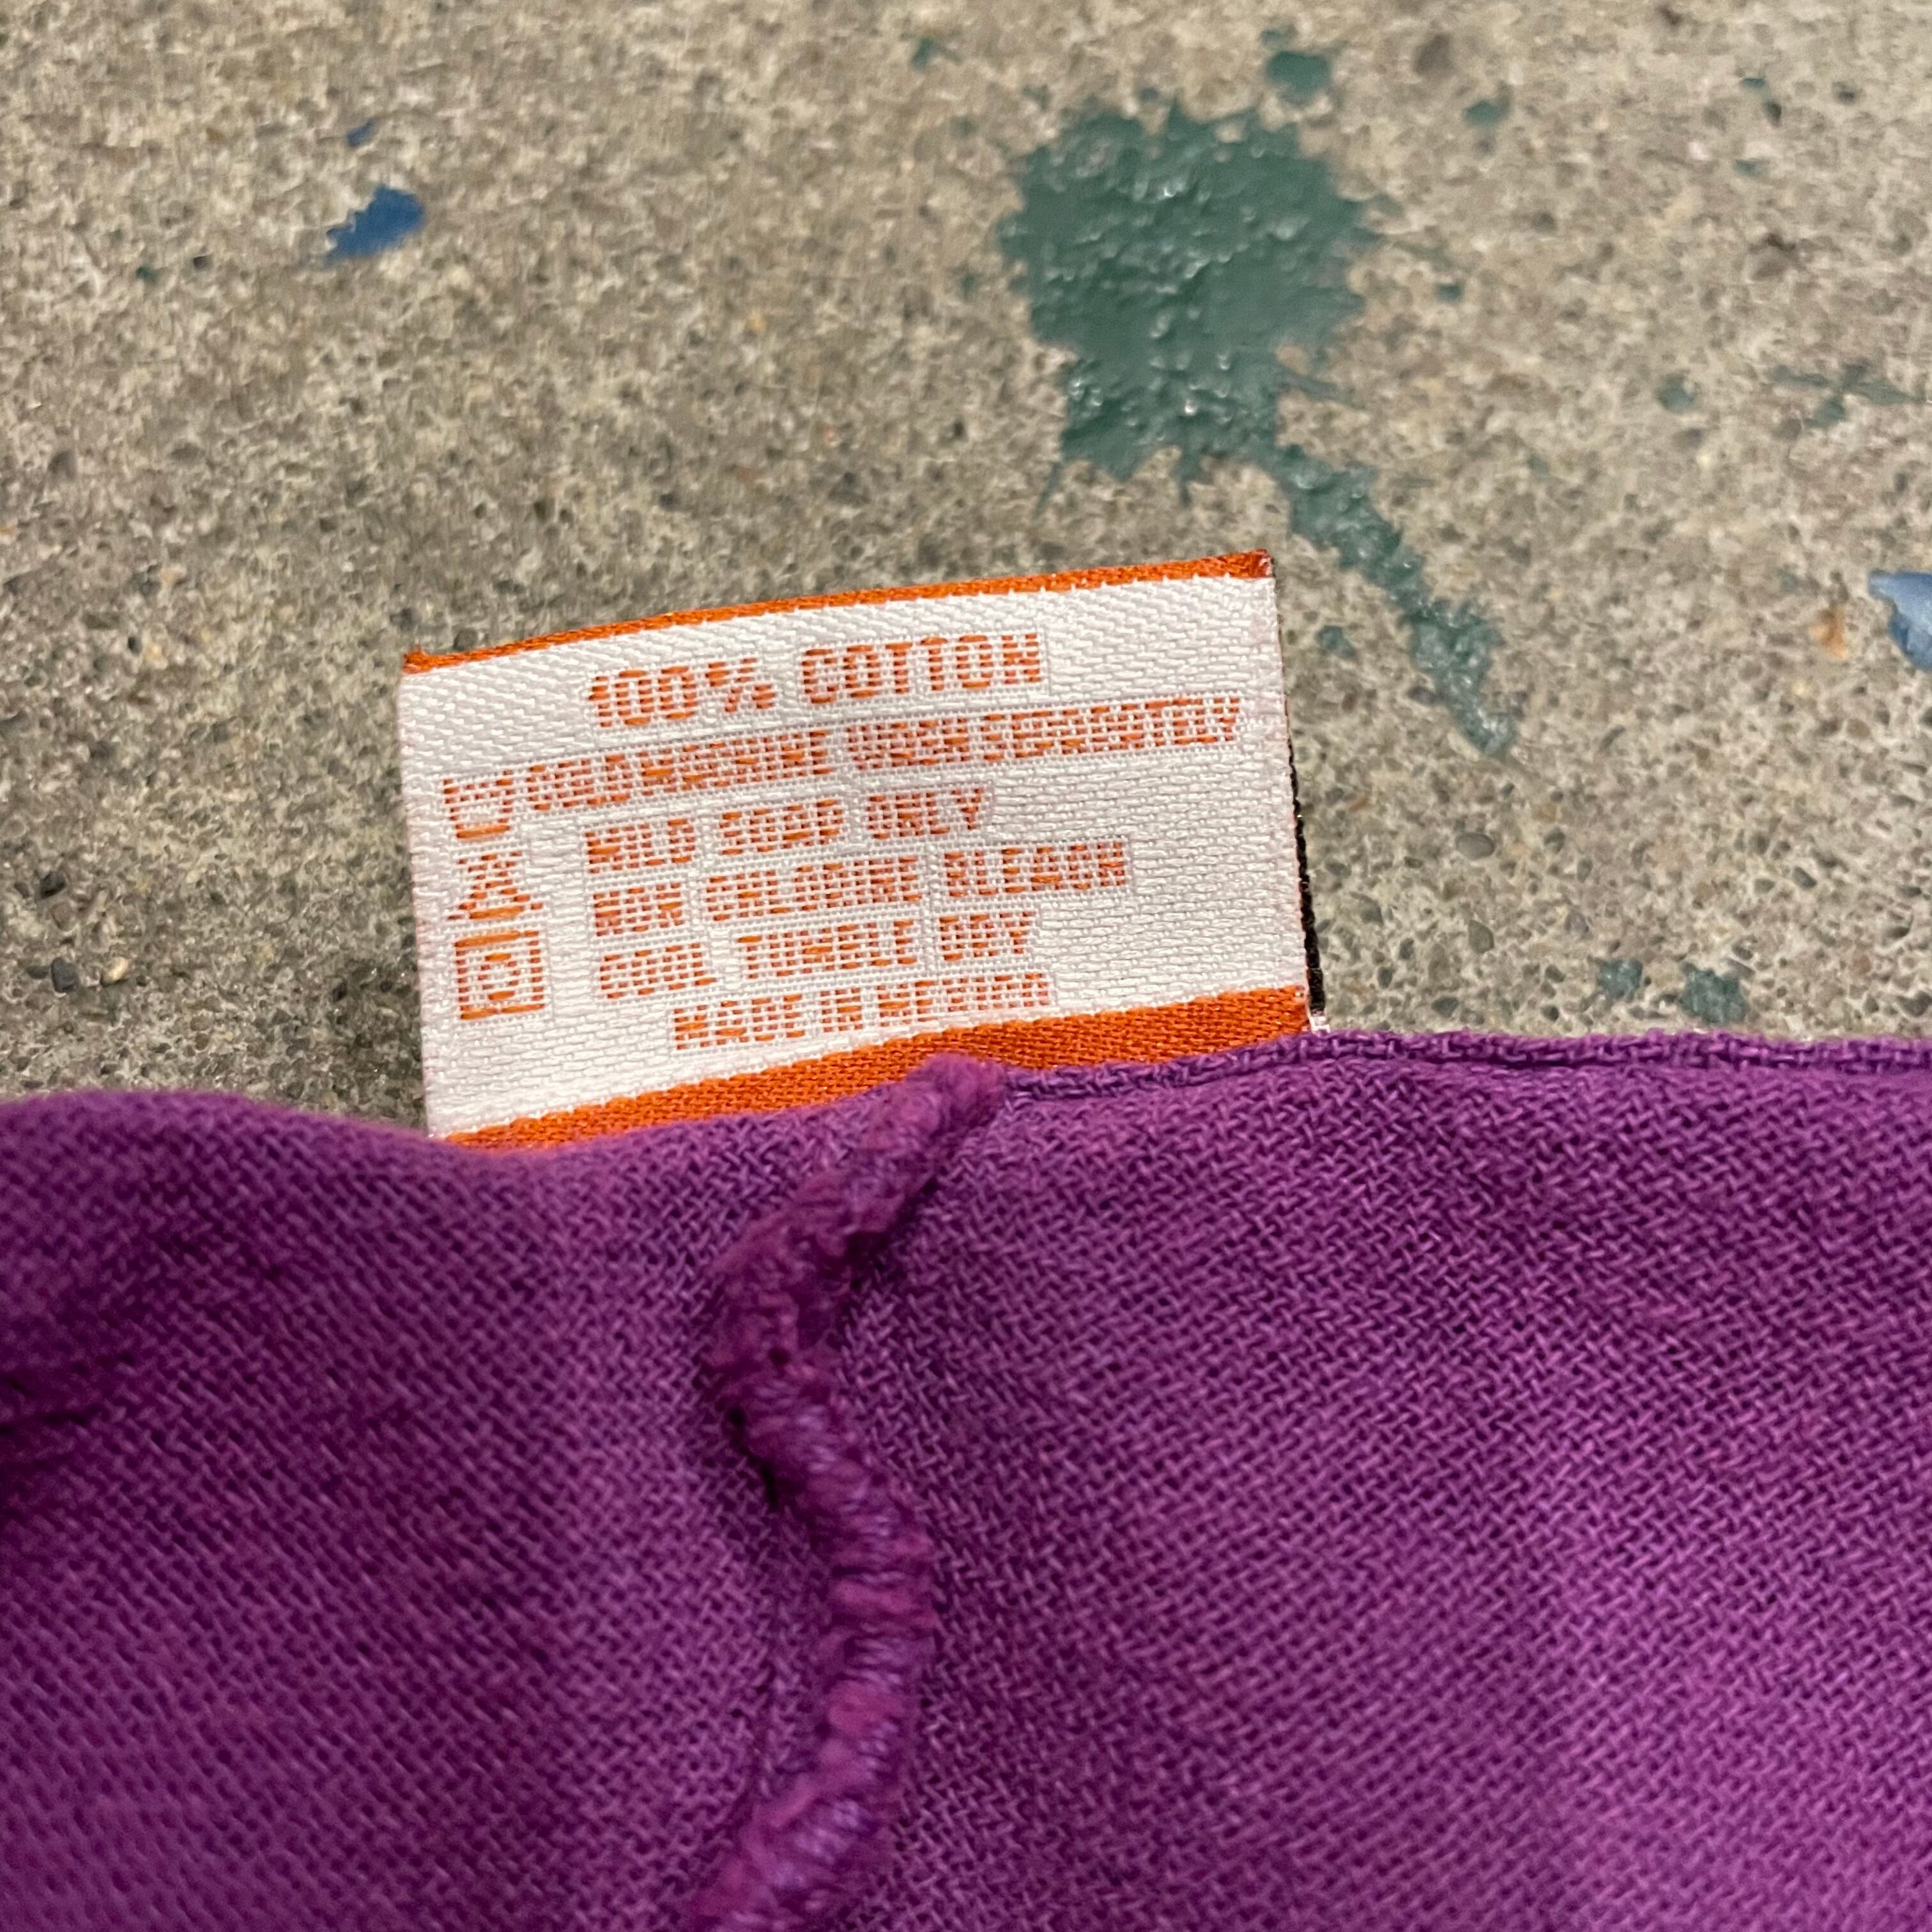 100% COTTON
COLD MACHINE WASH SEPARATELY
MILD SOAP ONLY
NON CHLORINE BLEACH
COOL TUMBLE DRY
MADE IN MEXICO